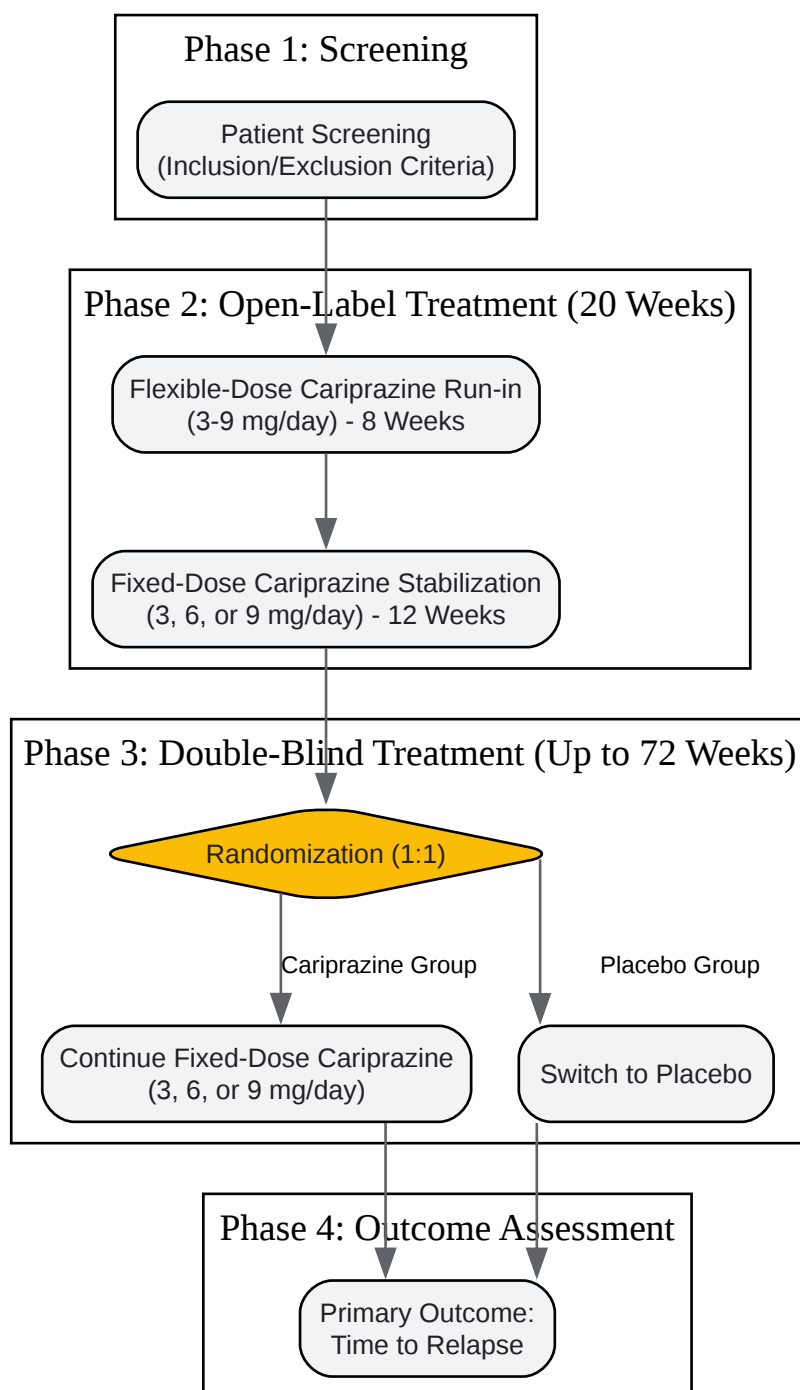 Phase 1: Screening
Patient Screening
(Inclusion/Exclusion Criteria)
Phase 2: Open-Label Treatment (20 Weeks)
Flexible-Dose Cariprazine Run-in
(3-9 mg/day) - 8 Weeks
Fixed-Dose Cariprazine Stabilization
(3, 6, or 9 mg/day) - 12 Weeks
Phase 3: Double-Blind Treatment (Up to 72 Weeks)
Randomization (1:1)
Cariprazine Group
Placebo Group
Continue Fixed-Dose Cariprazine
(3, 6, or 9 mg/day)
Switch to Placebo
Phase 4: Outcome Assessment
Primary Outcome:
Time to Relapse